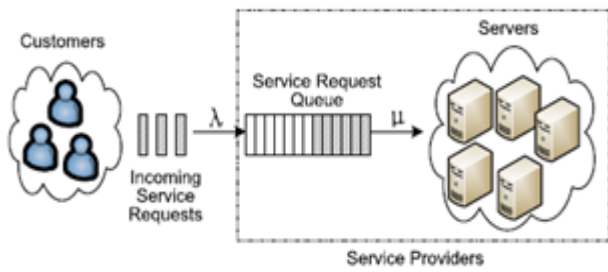 Customers
Servers
Service Request
Queue
λ
μ
Incoming
Service
Requests
Service Providers